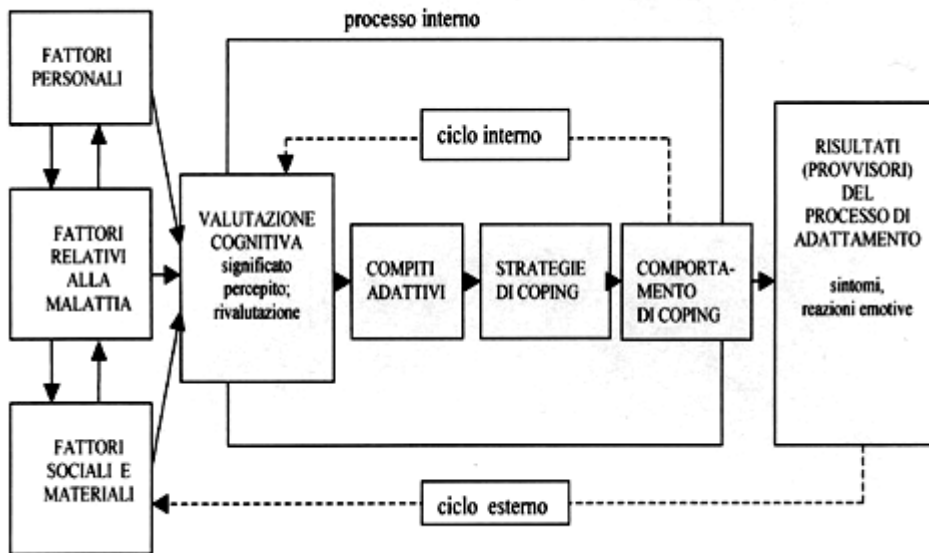 processo interno
FATTORI
PERSONALI
ciclo interno
FATTORI
RELATIVI
ALLA
MALATTIA
VALUTAZIONE
COGNITIVA
significato
percepito;
rivalutazione
COMPITI
ADATTIVI
STRATEGIE
DI COPING
COMPORTA-
MENTO
DI COPING
RISULTATI
(PROVVISORI)
DEL
PROCESSO DI
ADATTAMENTO
sintomi,
reazioni emotive
FATTORI
SOCIALI E
MATERIALI
ciclo esterno